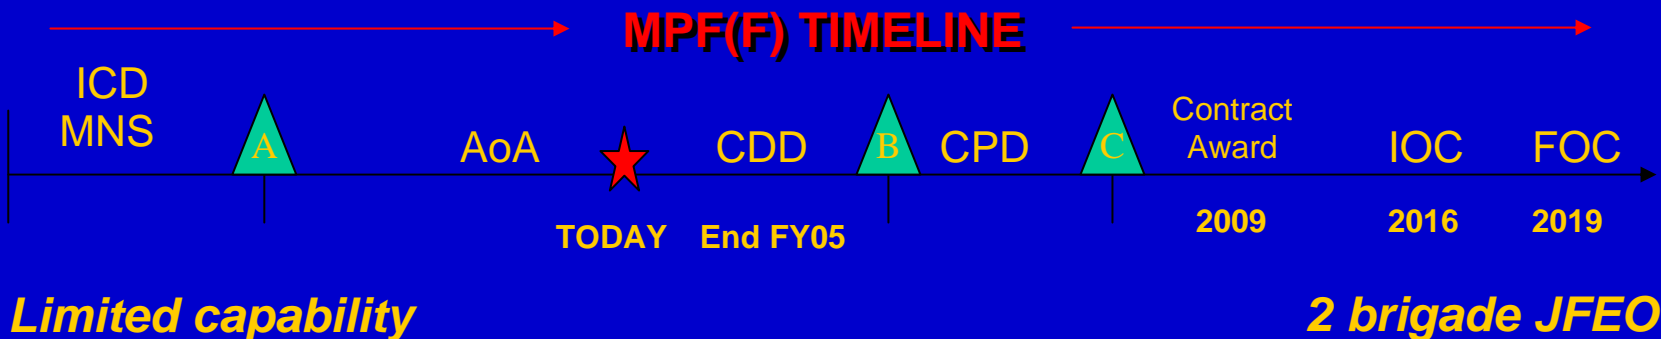 MPF(F) TIMELINE
ICD
MNS
A
AoA
CDD
B
CPD
C
Contract
Award
IOC
FOC
TODAY
End FY05
2009
2016
2019
Limited capability
2 brigade JFEO